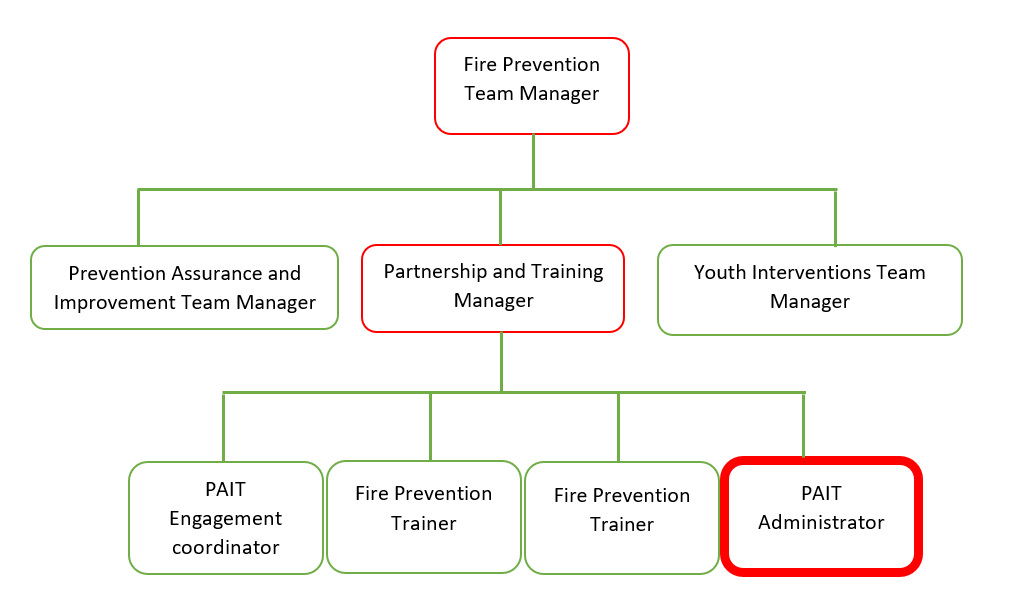 Fire Prevention
Team Manager
Prevention Assurance and
Improvement Team Manager
Partnership and Training
Manager
Youth Interventions Team
Manager
PAIT
Engagement
coordinator
Fire Prevention
Trainer
Fire Prevention
Trainer
PAIT
Administrator